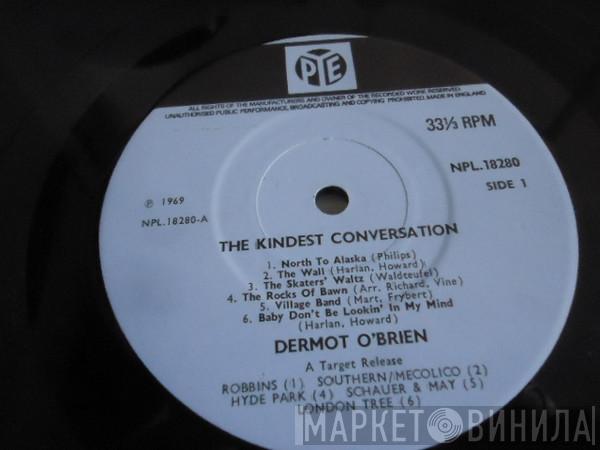 PYE
ALL RIGHTS OF THE MANUFACTURERS AND OWNER OF THE RECORDED WORK RESERVED.
UNAUTHORISED PUBLIC PERFORMANCE, BROADCASTING AND COPYING PROHIBITED. MADE IN ENGLAND
33⅓ RPM
NPL.18280
SIDE 1
℗ 1969
NPL.18280-A
THE KINDEST CONVERSATION
1. North To Alaska (Philips)
2. The Wall (Harlan, Howard)
3. The Skaters' Waltz (Waldteufel)
4. The Rocks Of Bawn (Arr. Richard, Vine)
5. Village Band (Mart, Frybert)
6. Baby Don't Be Lookin' In My Mind
(Harlan, Howard)
DERMOT O'BRIEN
A Target Release
ROBBINS (1) SOUTHERN/MECOLICO (2)
HYDE PARK (4) SCHAUER & MAY (5)
LONDON TREE (6)
МАРКЕТ ВИНИЛА